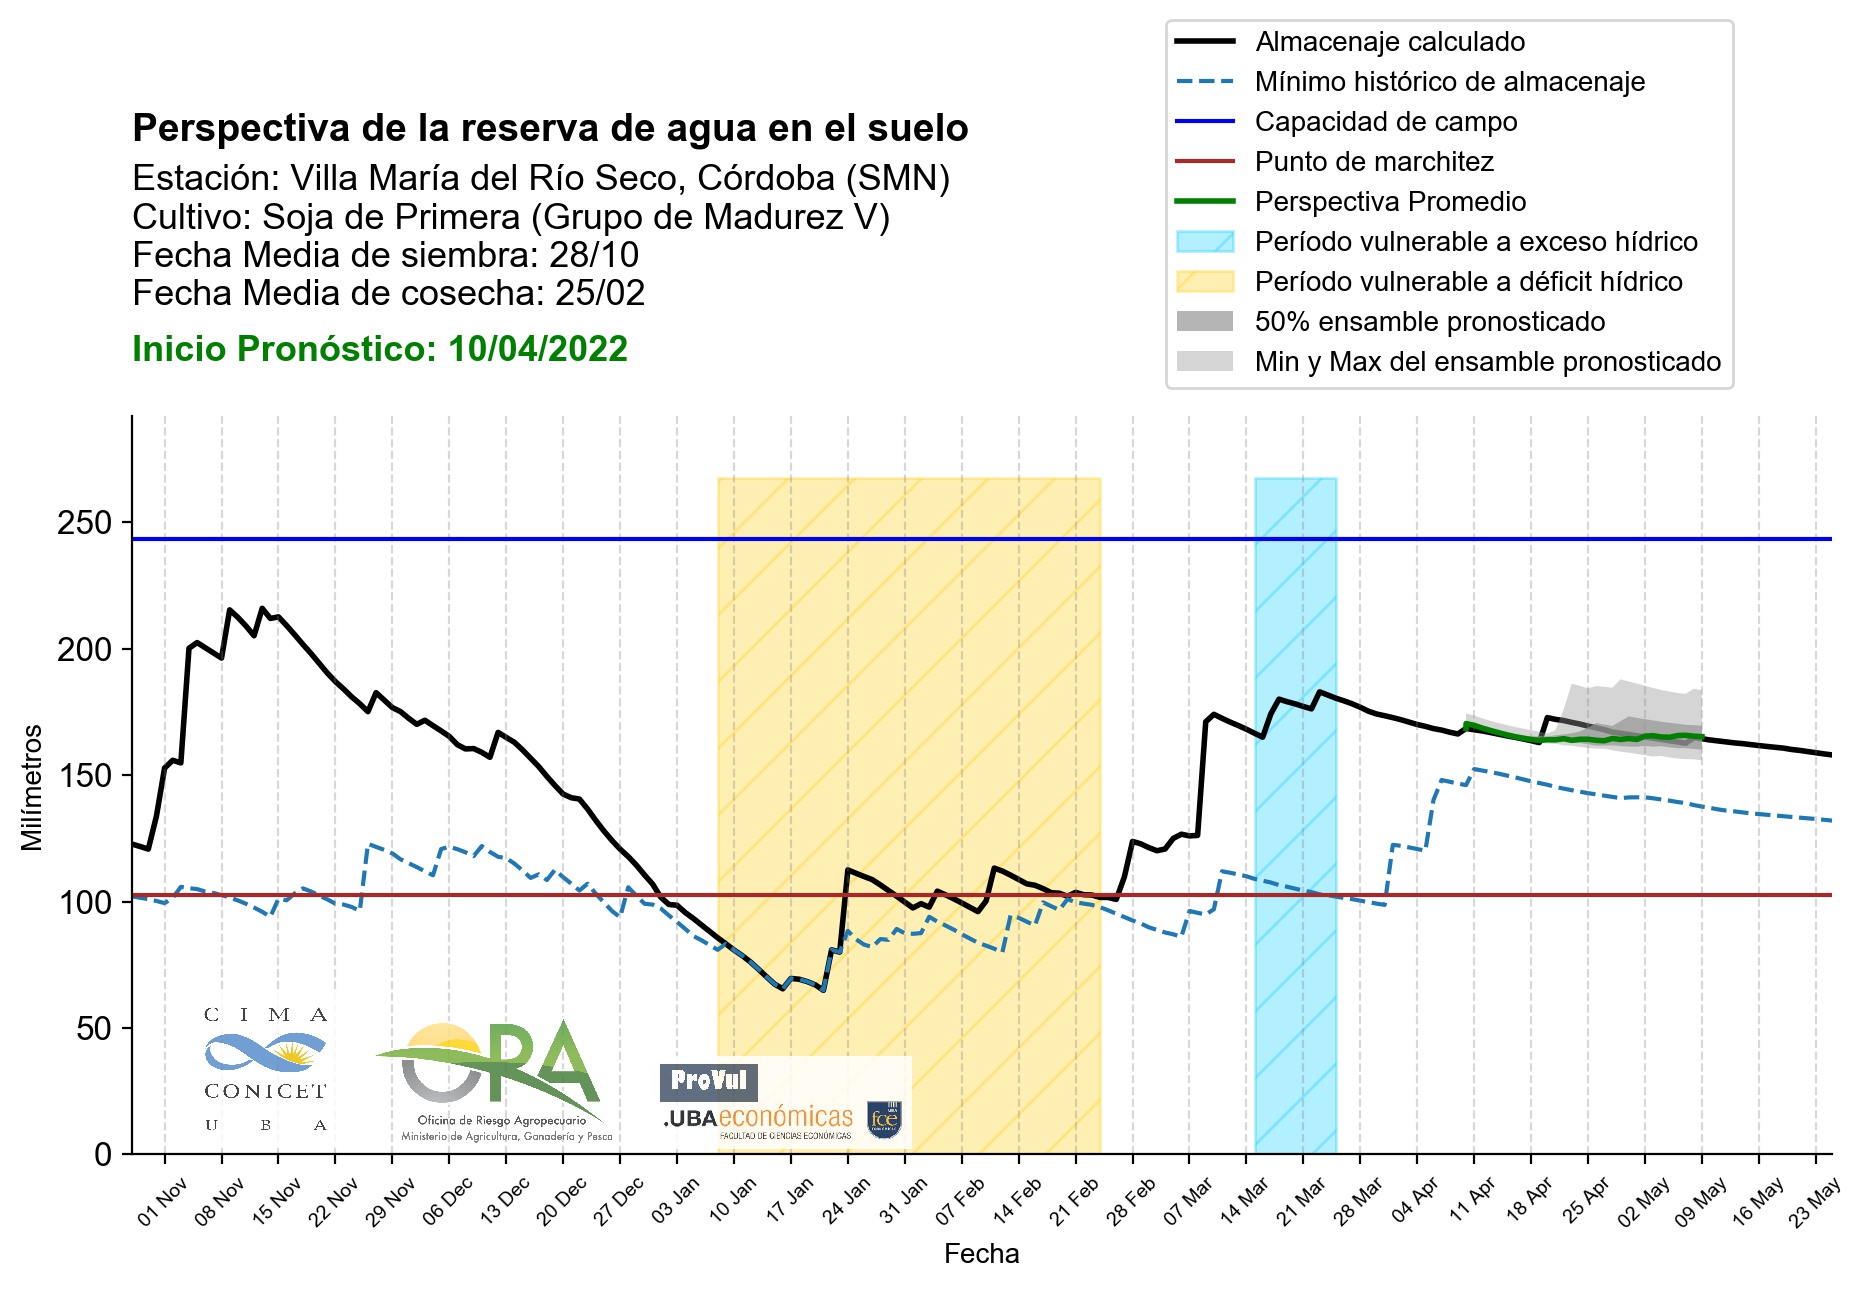 Almacenaje calculado
Mínimo histórico de almacenaje
Capacidad de campo
Punto de marchitez
Perspectiva Promedio
Período vulnerable a exceso hídrico
Período vulnerable a déficit hídrico
50% ensamble pronosticado
Min y Max del ensamble pronosticado
Perspectiva de la reserva de agua en el suelo
Estación: Villa María del Río Seco, Córdoba (SMN)
Cultivo: Soja de Primera (Grupo de Madurez V)
Fecha Media de siembra: 28/10
Fecha Media de cosecha: 25/02
Inicio Pronóstico: 10/04/2022
Milímetros
250
200
150
100
50
0
CIMA
CONICET
UBA
ORA
Oficina de Riesgo Agropecuario
Ministerio de Agricultura, Ganadería y Pesca
ProVul
.UBAeconómicas
FACULTAD DE CIENCIAS ECONÓMICAS
fce
01 Nov
08 Nov
15 Nov
22 Nov
29 Nov
06 Dec
13 Dec
20 Dec
27 Dec
03 Jan
10 Jan
17 Jan
24 Jan
31 Jan
07 Feb
14 Feb
21 Feb
28 Feb
07 Mar
14 Mar
21 Mar
28 Mar
04 Apr
11 Apr
18 Apr
25 Apr
02 May
09 May
16 May
23 May
Fecha